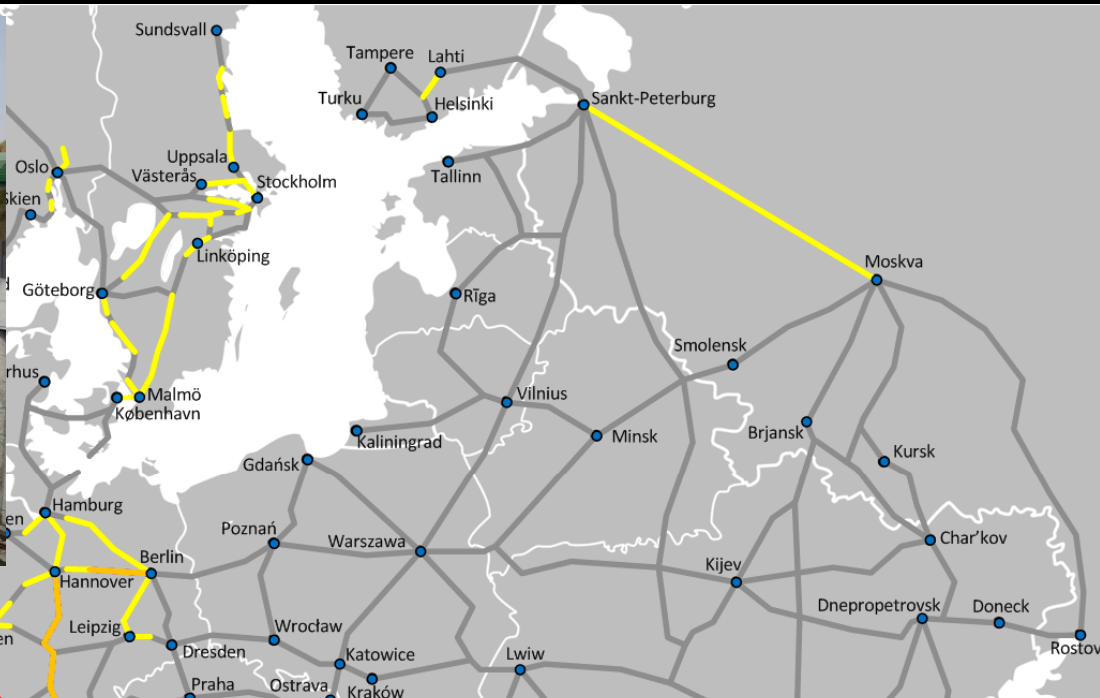 Sundsvall
Tampere
Lahti
Turku
Helsinki
Sankt-Peterburg
Oslo
Uppsala
Västerås
Stockholm
Tallinn
Skien
Linköping
Moskva
Göteborg
Rīga
Smolensk
rhus
Malmö
København
Vilnius
Kaliningrad
Minsk
Brjansk
Kursk
Gdańsk
Hamburg
en
Poznań
Warszawa
Char'kov
Berlin
Hannover
Kijev
Dnepropetrovsk
Doneck
Leipzig
Wrocław
en
Dresden
Katowice
Lwiw
Rostov
Praha
Ostrava
Kraków